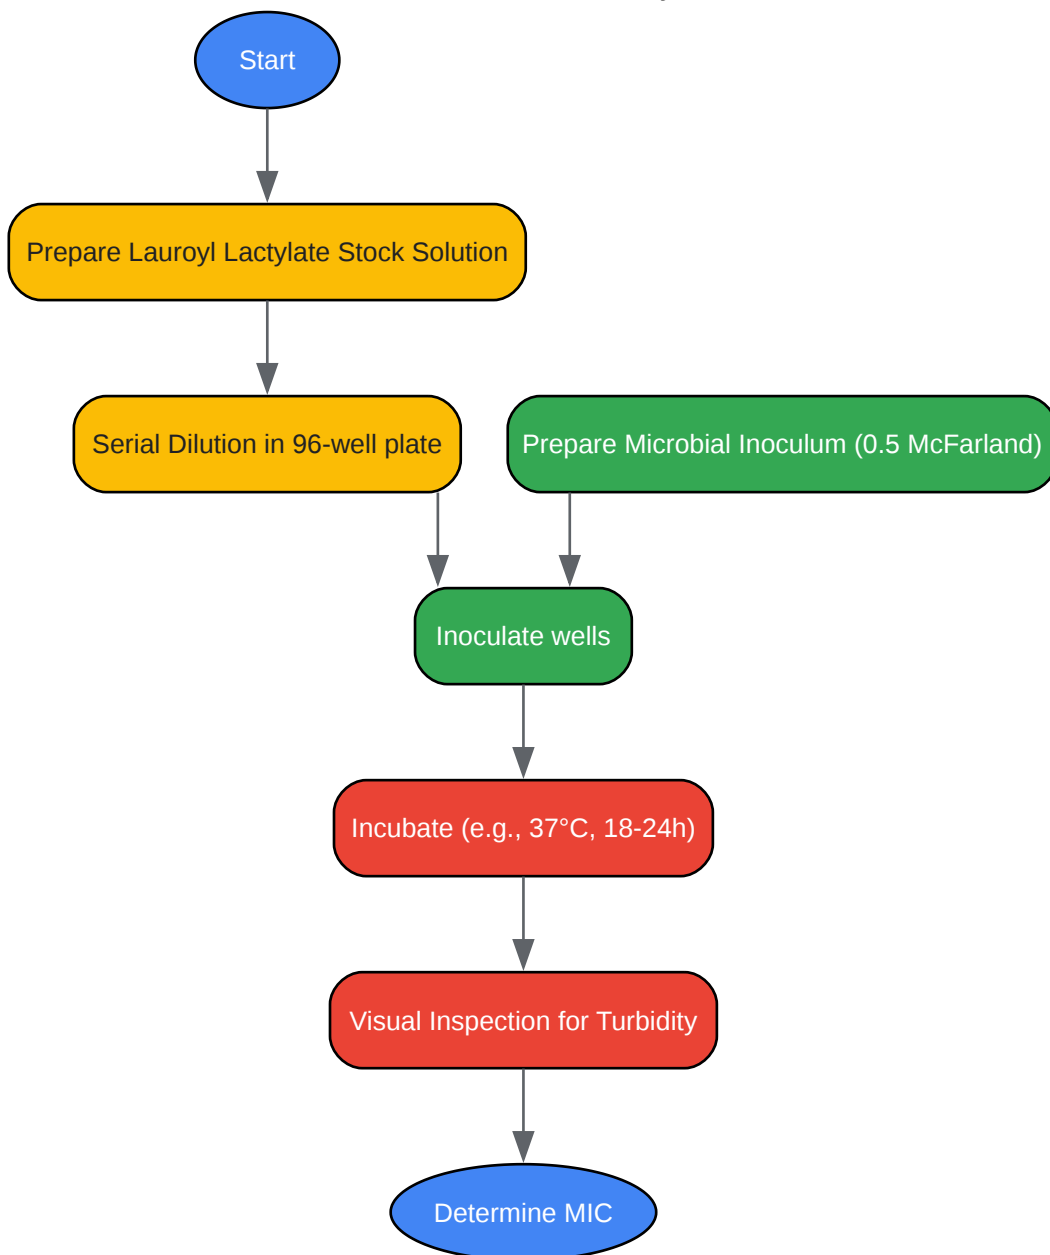 Start
Prepare Lauroyl Lactylate Stock Solution
Serial Dilution in 96-well plate
Prepare Microbial Inoculum (0.5 McFarland)
Inoculate wells
Incubate (e.g., 37°C, 18-24h)
Visual Inspection for Turbidity
Determine MIC